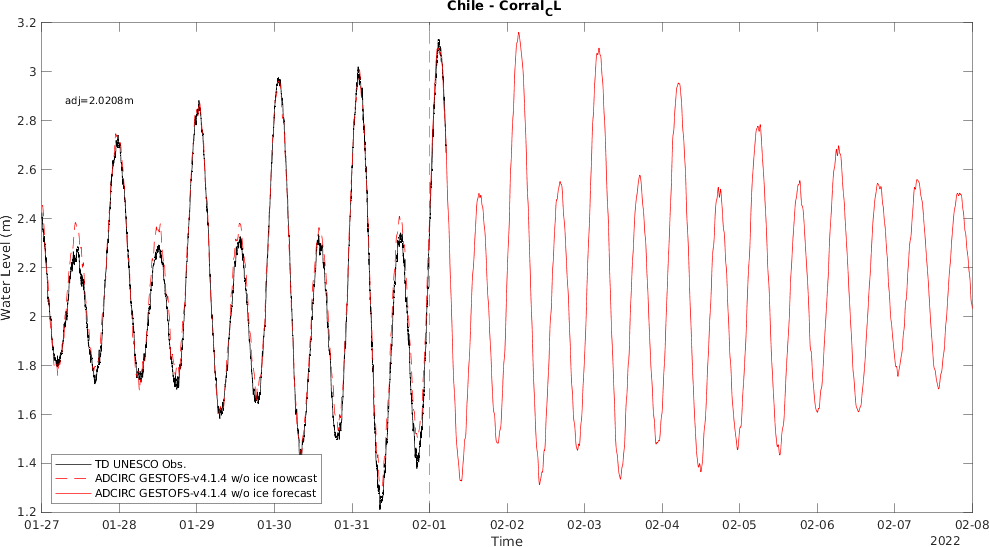 Chile - Corral_CL
3.2
3
2.8
2.6
2.4
2.2
2
1.8
1.6
1.4
1.2
Water Level (m)
adj=2.0208m
TD UNESCO Obs.
ADCIRC GESTOFS-v4.1.4 w/o ice nowcast
ADCIRC GESTOFS-v4.1.4 w/o ice forecast
01-27 01-28 01-29 01-30 01-31 02-01 02-02 02-03 02-04 02-05 02-06 02-07 02-08
Time
2022